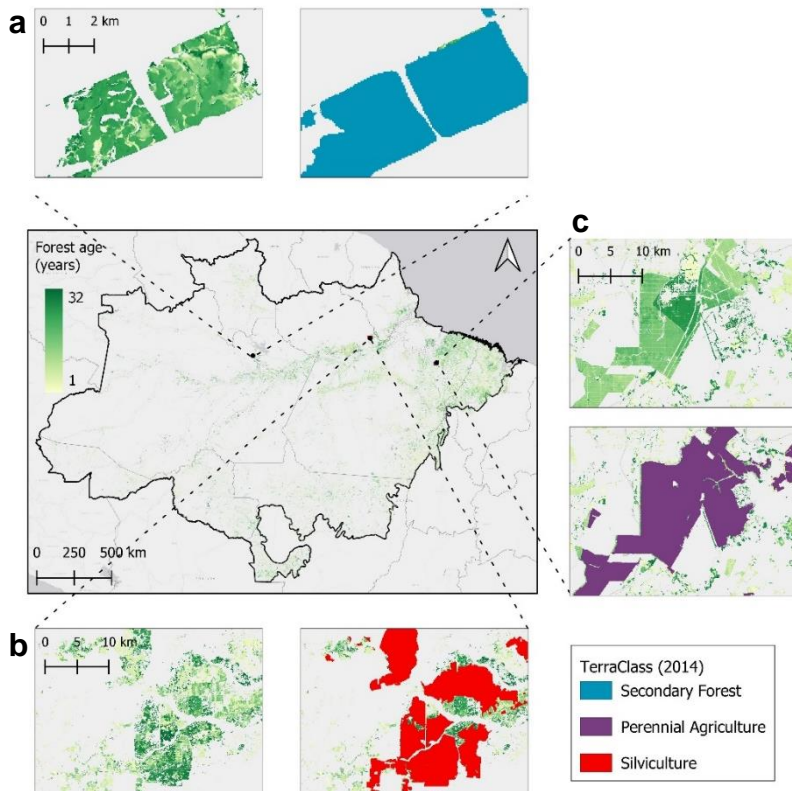 a
0 1 2 km
c
0 5 10 km
Forest age
(years)
32
1
0 250 500 km
b
0 5 10 km
TerraClass (2014)
Secondary Forest
Perennial Agriculture
Silviculture